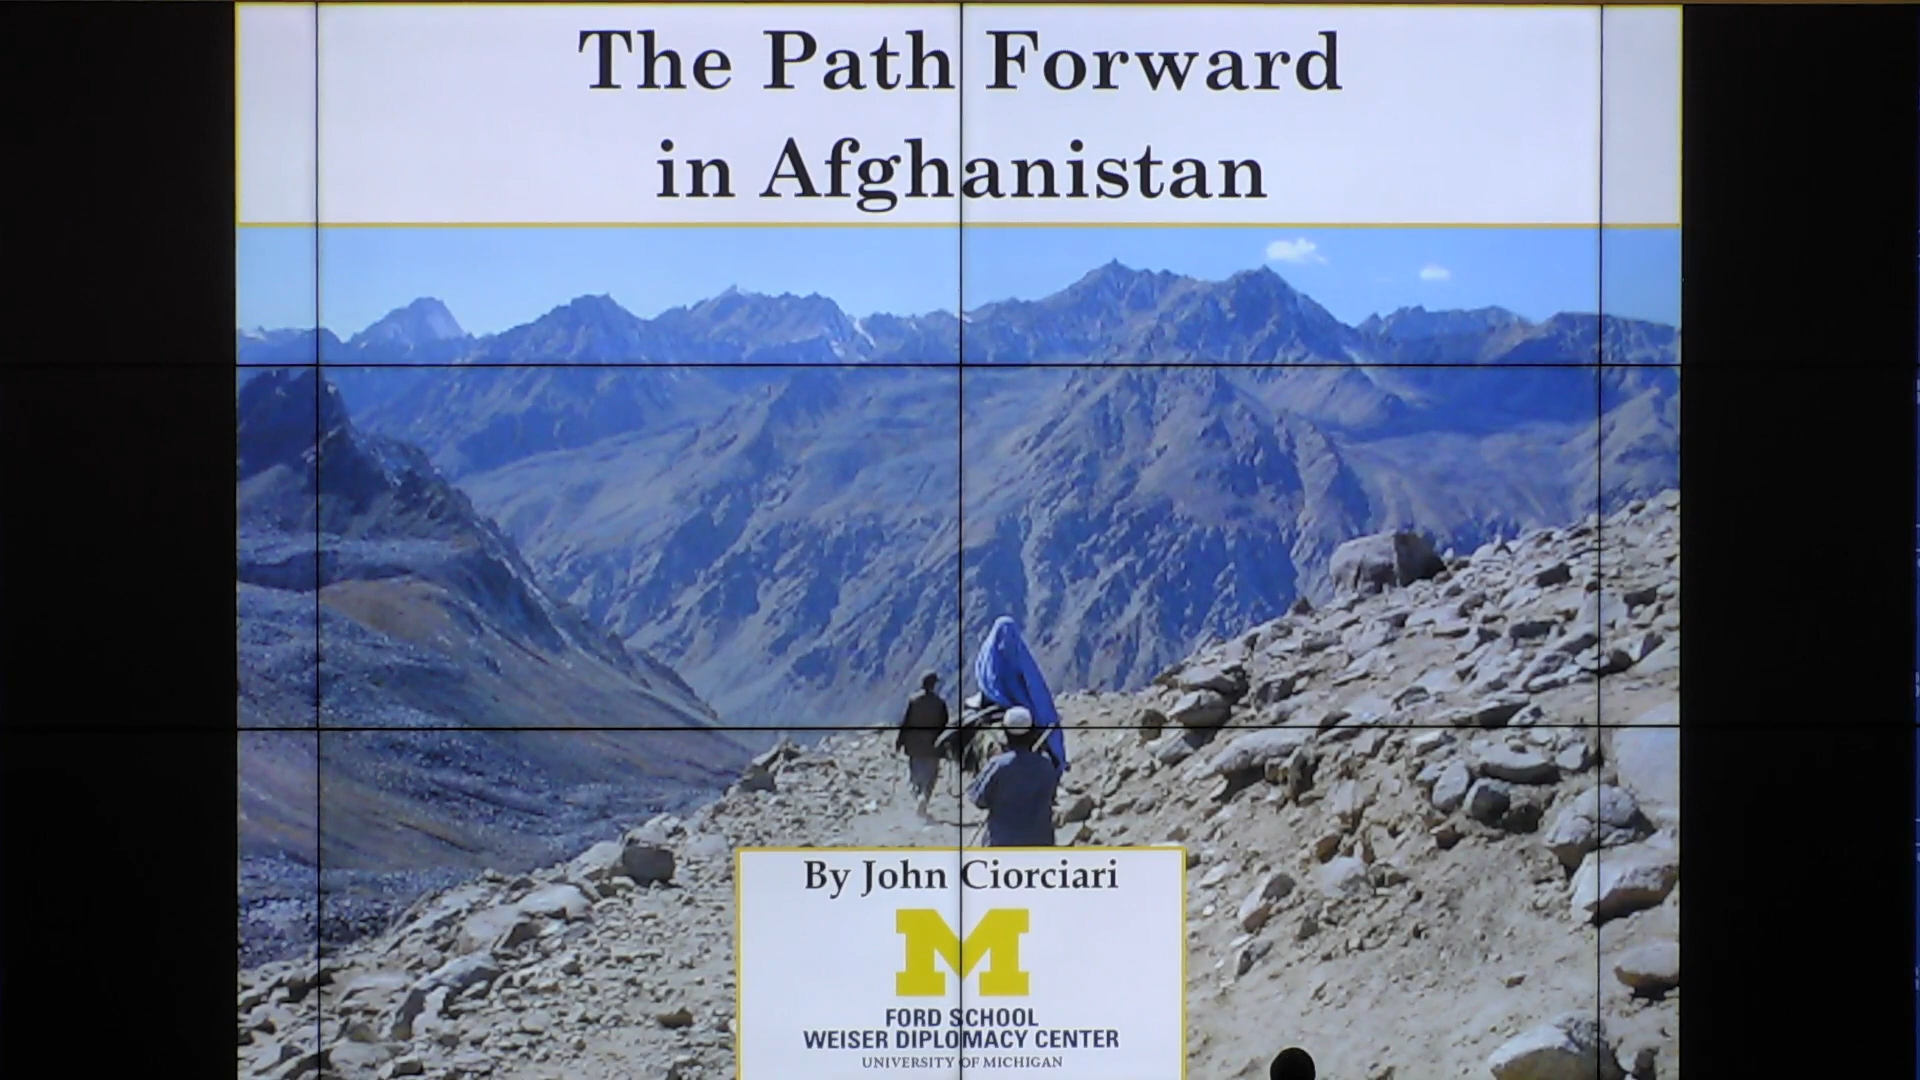 The Path Forward
in Afghanistan
By John Ciorciari
M
FORD SCHOOL
WEISER DIPLOMACY CENTER
UNIVERSITY OF MICHIGAN